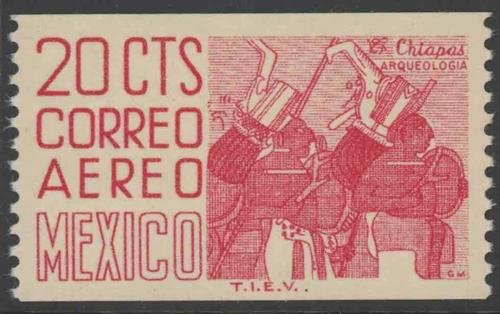 20 CTS
CORREO
AEREO
MEXICO
Chiapas
ARQUEOLOGIA
G M
T.I.E.V.